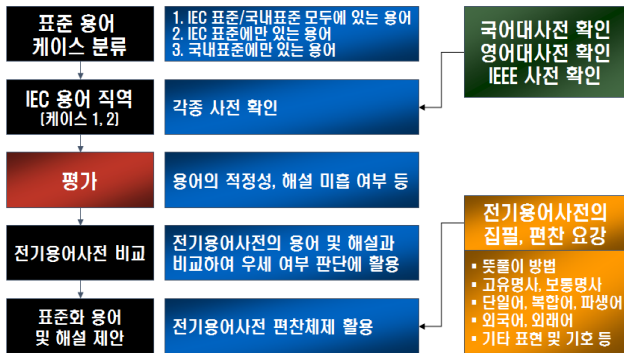 표준 용어
케이스 분류
1. IEC 표준/국내표준 모두에 있는 용어
2. IEC 표준에만 있는 용어
3. 국내표준에만 있는 용어
국어대사전 확인
영어대사전 확인
IEEE 사전 확인
IEC 용어 직역
(케이스 1, 2)
각종 사전 확인
평가
용어의 적정성, 해설 미흡 여부 등
전기용어사전의
집필, 편찬 요강
전기용어사전 비교
전기용어사전의 용어 및 해설과
비교하여 우세 여부 판단에 활용
▪ 뜻풀이 방법
▪ 고유명사, 보통명사
▪ 단일어, 복합어, 파생어
▪ 외국어, 외래어
▪ 기타 표현 및 기호 등
표준화 용어
및 해설 제안
전기용어사전 편찬체제 활용